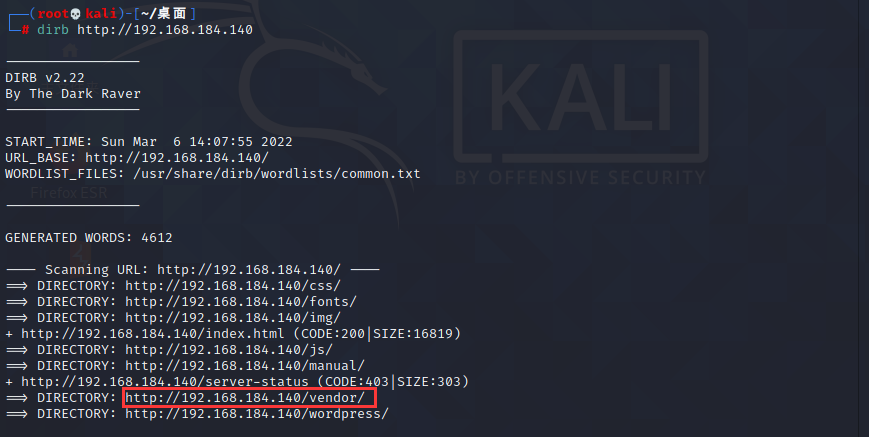 (root💀kali)-[~/桌面]
# dirb http://192.168.184.140
-----------------
DIRB v2.22
By The Dark Raver
-----------------
START_TIME: Sun Mar  6 14:07:55 2022
URL_BASE: http://192.168.184.140/
WORDLIST_FILES: /usr/share/dirb/wordlists/common.txt
Firefox ESR
-----------------
GENERATED WORDS: 4612
---- Scanning URL: http://192.168.184.140/ ----
==> DIRECTORY: http://192.168.184.140/css/
==> DIRECTORY: http://192.168.184.140/fonts/
==> DIRECTORY: http://192.168.184.140/img/
+ http://192.168.184.140/index.html (CODE:200|SIZE:16819)
==> DIRECTORY: http://192.168.184.140/js/
==> DIRECTORY: http://192.168.184.140/manual/
+ http://192.168.184.140/server-status (CODE:403|SIZE:303)
==> DIRECTORY: http://192.168.184.140/vendor/
==> DIRECTORY: http://192.168.184.140/wordpress/
KALI
BY OFFENSIVE SECURITY